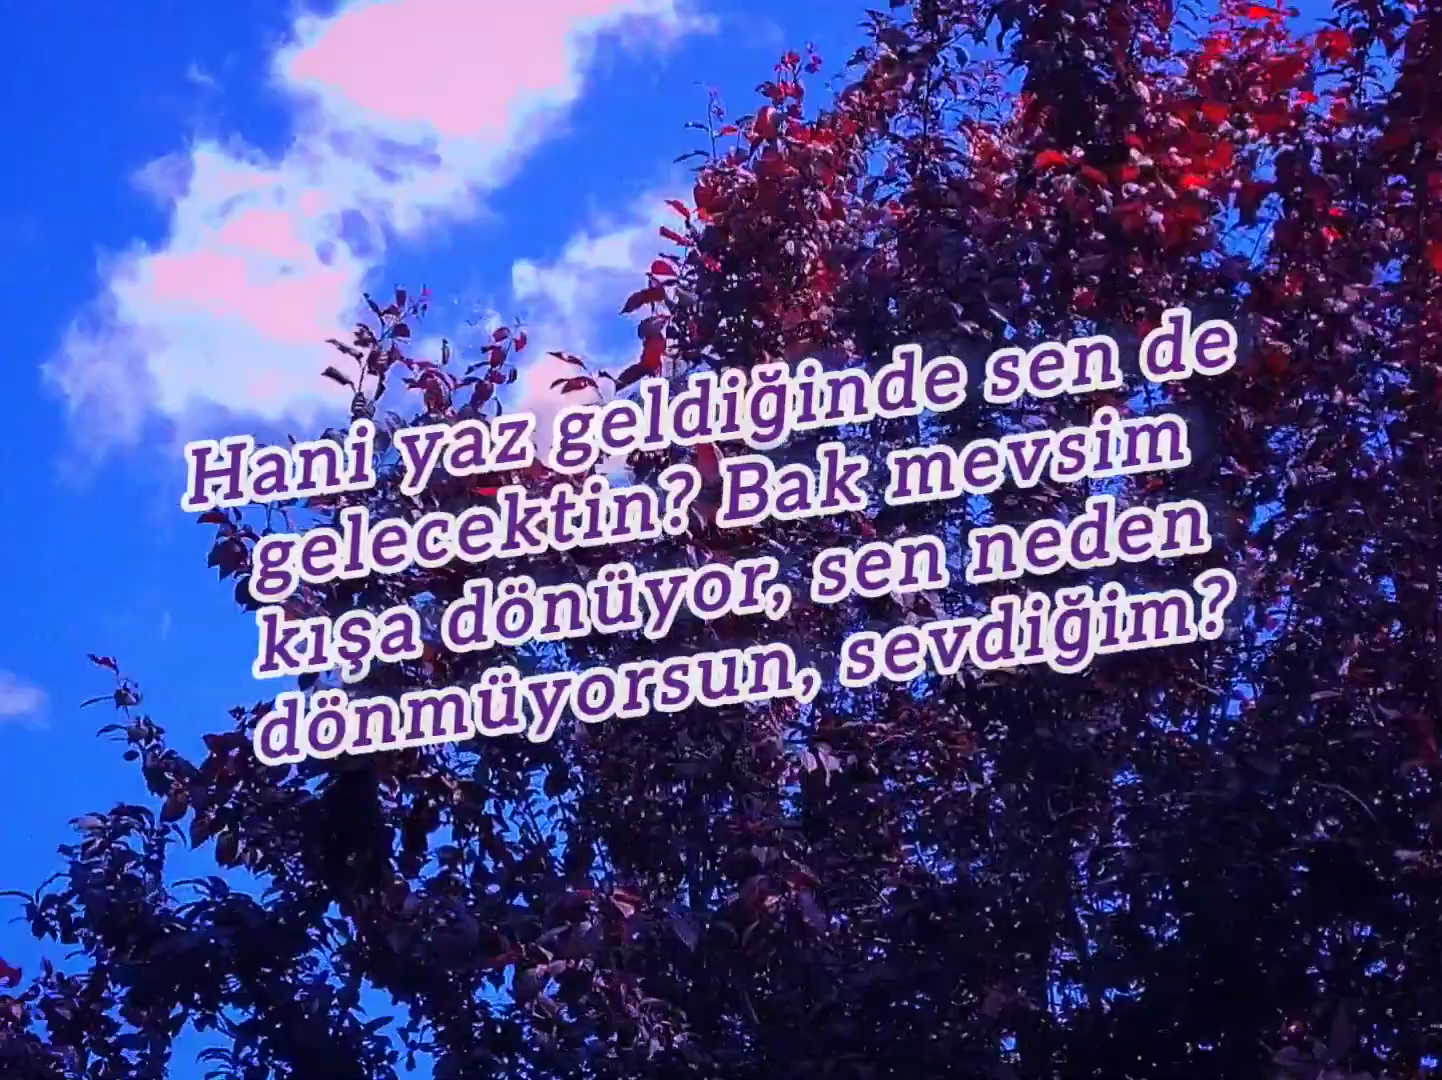 Hani yaz geldiğinde sen de
gelecektin? Bak mevsim
kışa dönüyor, sen neden
dönmüyorsun, sevdiğim?